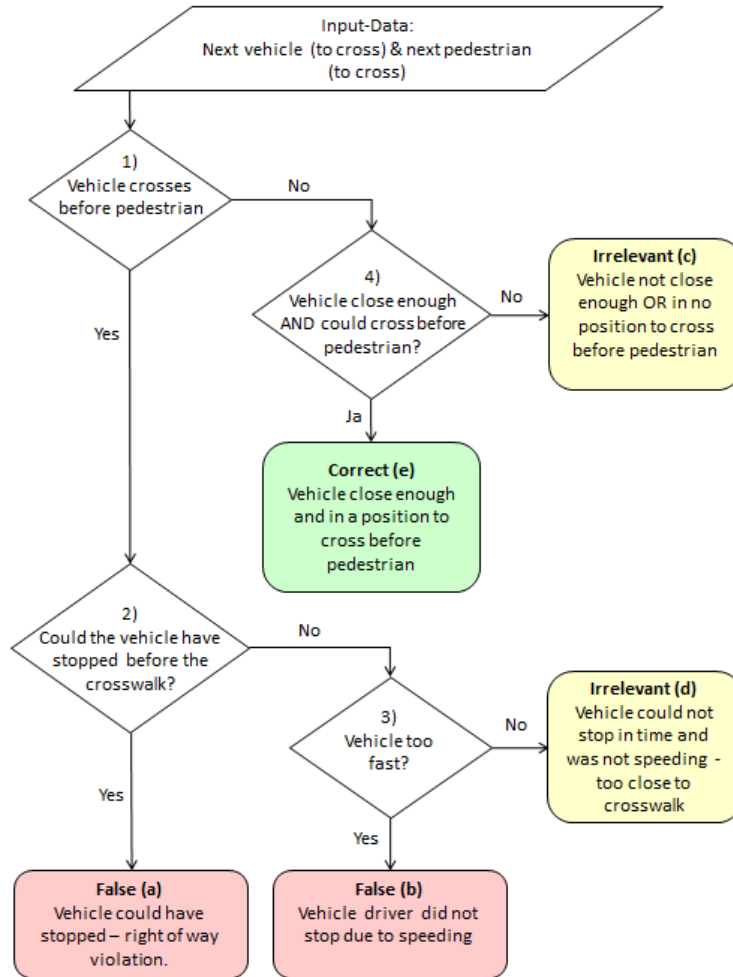 Input-Data:
Next vehicle (to cross) & next pedestrian
(to cross)
1)
Vehicle crosses
before pedestrian
No
4)
Vehicle close enough
AND could cross before
pedestrian?
No
Irrelevant (c)
Vehicle not close
enough OR in no
position to cross
before pedestrian
Yes
Ja
Correct (e)
Vehicle close enough
and in a position to
cross before
pedestrian
2)
Could the vehicle have
stopped before the
crosswalk?
No
3)
Vehicle too
fast?
No
Irrelevant (d)
Vehicle could not
stop in time and
was not speeding -
too close to
crosswalk
Yes
Yes
False (a)
Vehicle could have
stopped – right of way
violation.
False (b)
Vehicle driver did not
stop due to speeding